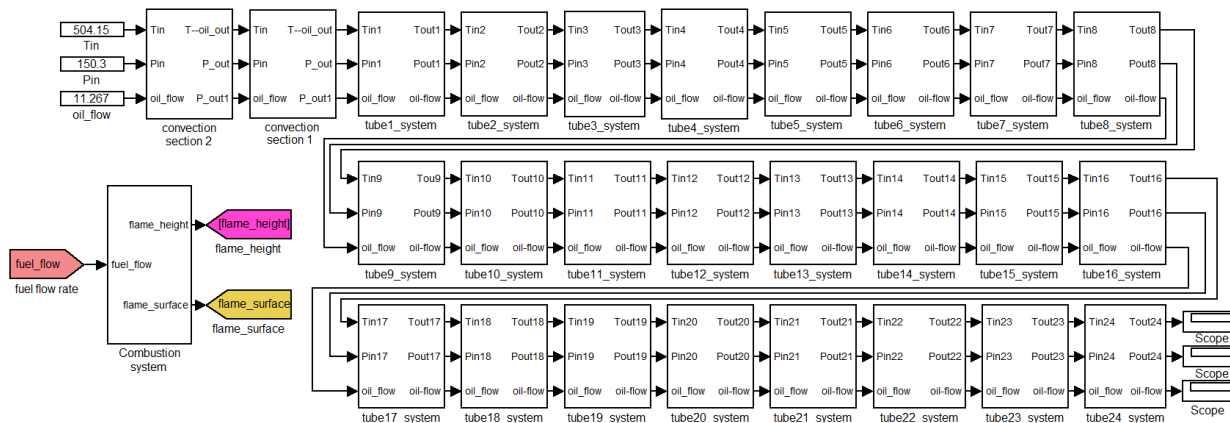 504.15
Tin
150.3
Pin
11.267
oil_flow
Tin T--oil_out
Pin P_out
oil_flow P_out1
convection
section 2
Tin T--oil_out
Pin P_out
oil_flow P_out1
convection
section 1
Tin1 Tout1
Pin1 Pout1
oil_flow oil-flow
tube1_system
Tin2 Tout2
Pin2 Pout2
oil_flow oil-flow
tube2_system
Tin3 Tout3
Pin3 Pout3
oil_flow oil-flow
tube3_system
Tin4 Tout4
Pin4 Pout4
oil_flow oil-flow
tube4_system
Tin5 Tout5
Pin5 Pout5
oil_flow oil-flow
tube5_system
Tin6 Tout6
Pin6 Pout6
oil_flow oil-flow
tube6_system
Tin7 Tout7
Pin7 Pout7
oil_flow oil-flow
tube7_system
Tin8 Tout8
Pin8 Pout8
oil_flow oil-flow
tube8_system
Tin9 Tou9
Pin9 Pout9
oil_flow oil-flow
tube9_system
Tin10 Tout10
Pin10 Pout10
oil_flow oil-flow
tube10_system
Tin11 Tout11
Pin11 Pout11
oil_flow oil-flow
tube11_system
Tin12 Tout12
Pin12 Pout12
oil_flow oil-flow
tube12_system
Tin13 Tout13
Pin13 Pout13
oil_flow oil-flow
tube13_system
Tin14 Tout14
Pin14 Pout14
oil_flow oil-flow
tube14_system
Tin15 Tout15
Pin15 Pout15
oil_flow oil-flow
tube15_system
Tin16 Tout16
Pin16 Pout16
oil_flow oil-flow
tube16_system
fuel_flow
fuel flow rate
flame_height
fuel_flow
flame_surface
Combustion
system
[flame_height]
flame_height
flame_surface
flame_surface
Tin17 Tout17
Pin17 Pout17
oil_flow oil-flow
tube17_system
Tin18 Tout18
Pin18 Pout18
oil_flow oil-flow
tube18_system
Tin19 Tout19
Pin19 Pout19
oil_flow oil-flow
tube19_system
Tin20 Tout20
Pin20 Pout20
oil_flow oil-flow
tube20_system
Tin21 Tout21
Pin21 Pout21
oil_flow oil-flow
tube21_system
Tin22 Tout22
Pin22 Pout22
oil_flow oil-flow
tube22_system
Tin23 Tout23
Pin23 Pout23
oil_flow oil-flow
tube23_system
Tin24 Tout24
Pin24 Pout24
oil_flow oil-flow
tube24_system
Scope
Scope
Scope